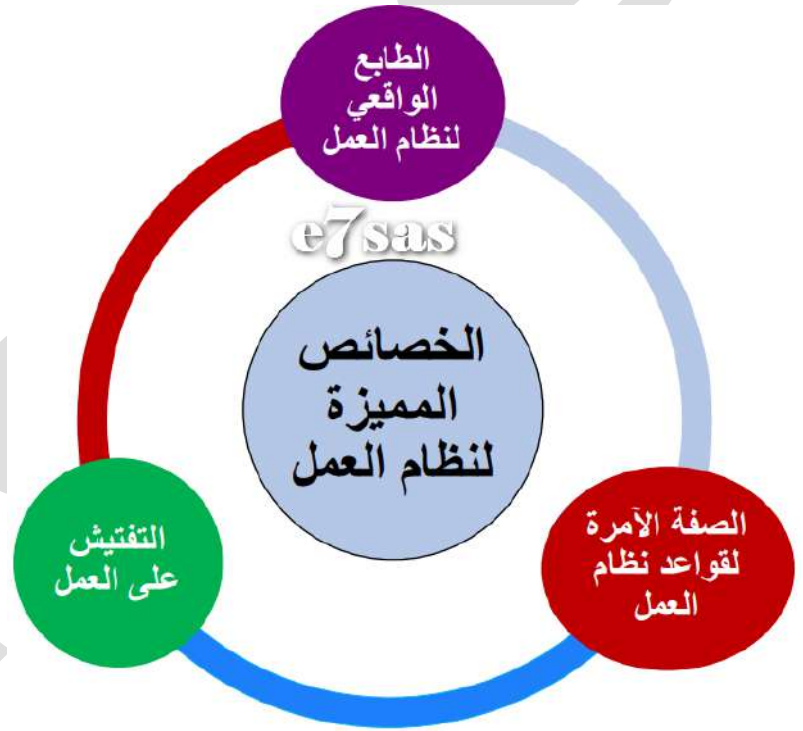 الطابع
الواقعي
لنظام العمل
e7sas
الخصائص
المميزة
لنظام العمل
الصفة الآمرة
لقواعد نظام
العمل
التفتيش
على العمل